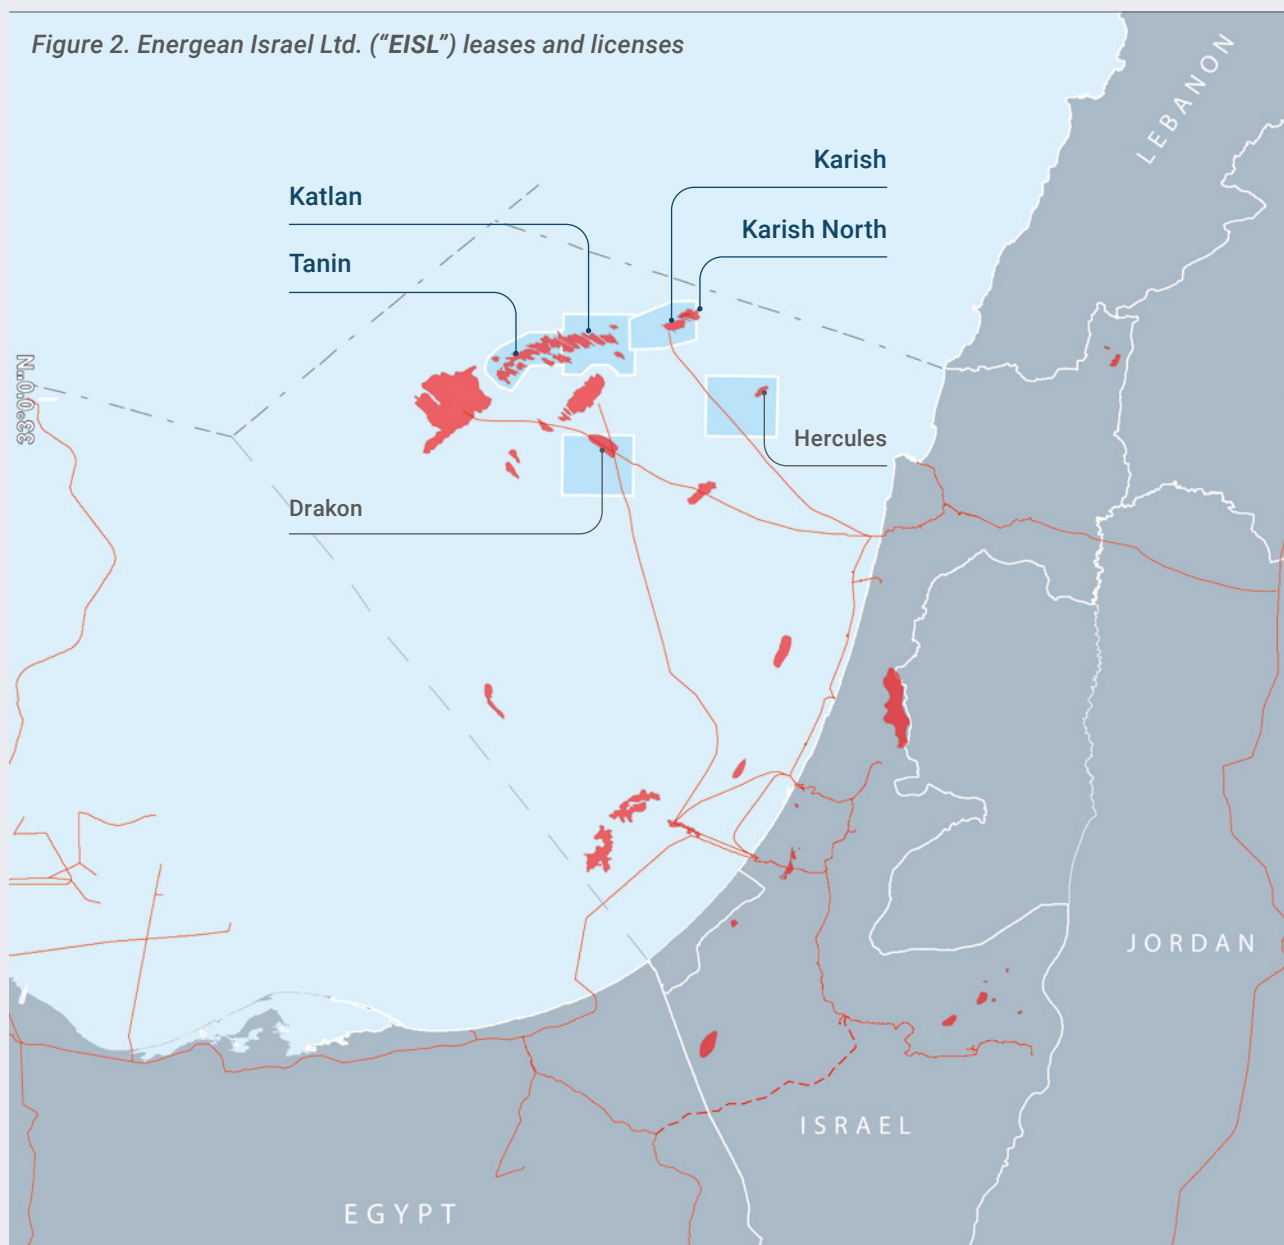 Figure 2. Energean Israel Ltd. (“EISL”) leases and licenses
LEBANON
Karish
Katlan
Karish North
Tanin
33°0'0"N
Hercules
Drakon
JORDAN
ISRAEL
EGYPT